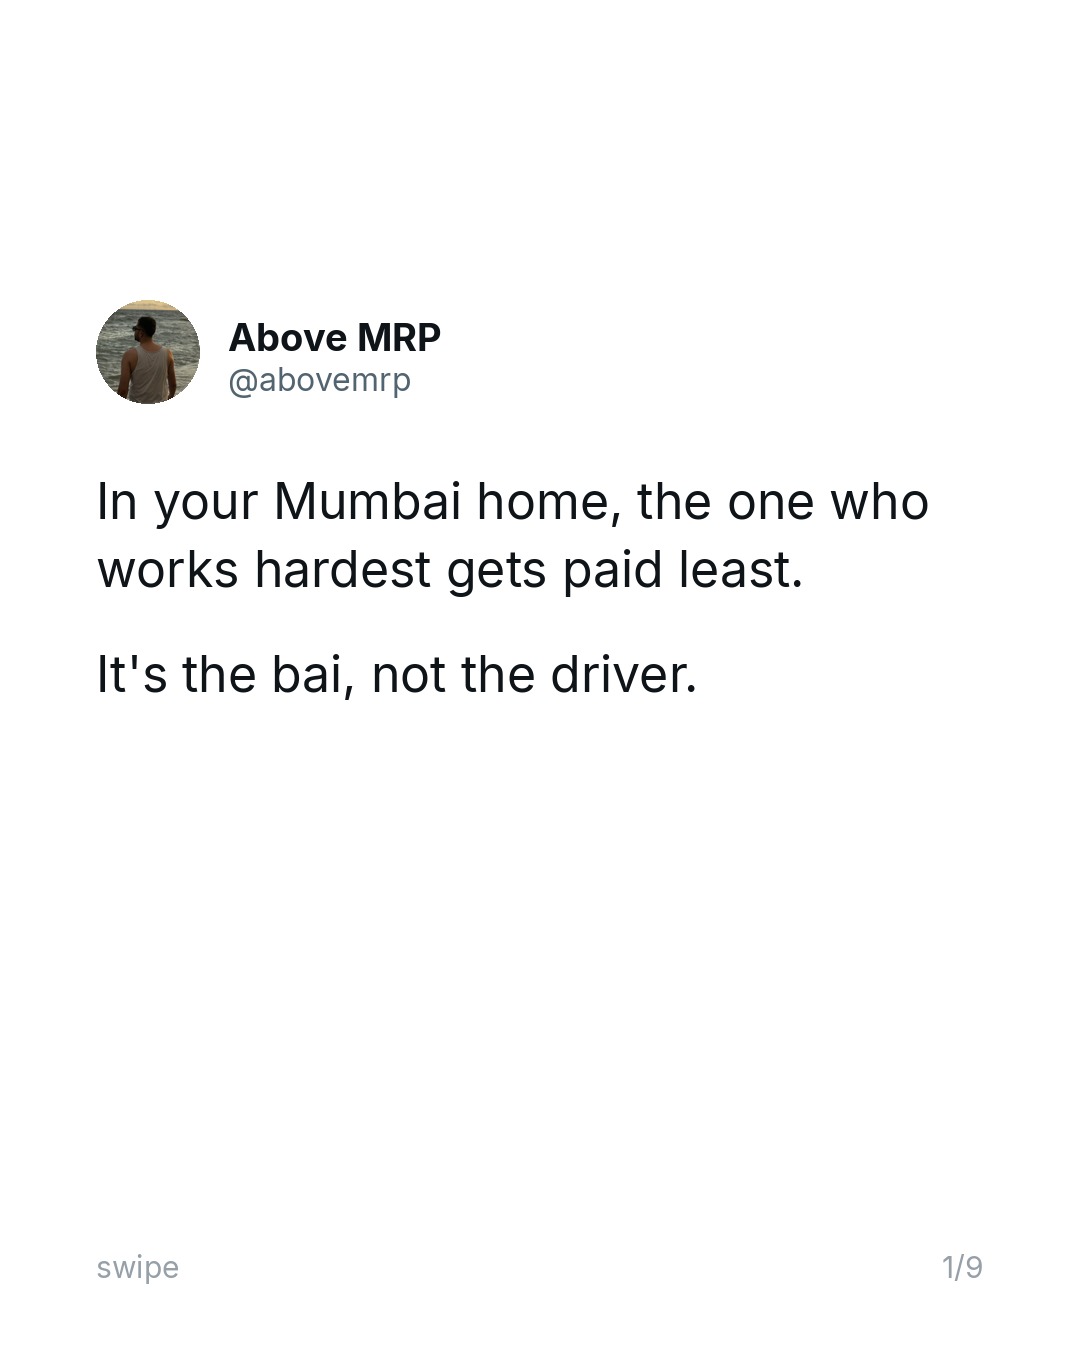 Above MRP
@abovemrp
In your Mumbai home, the one who
works hardest gets paid least.
It's the bai, not the driver.
swipe
1/9